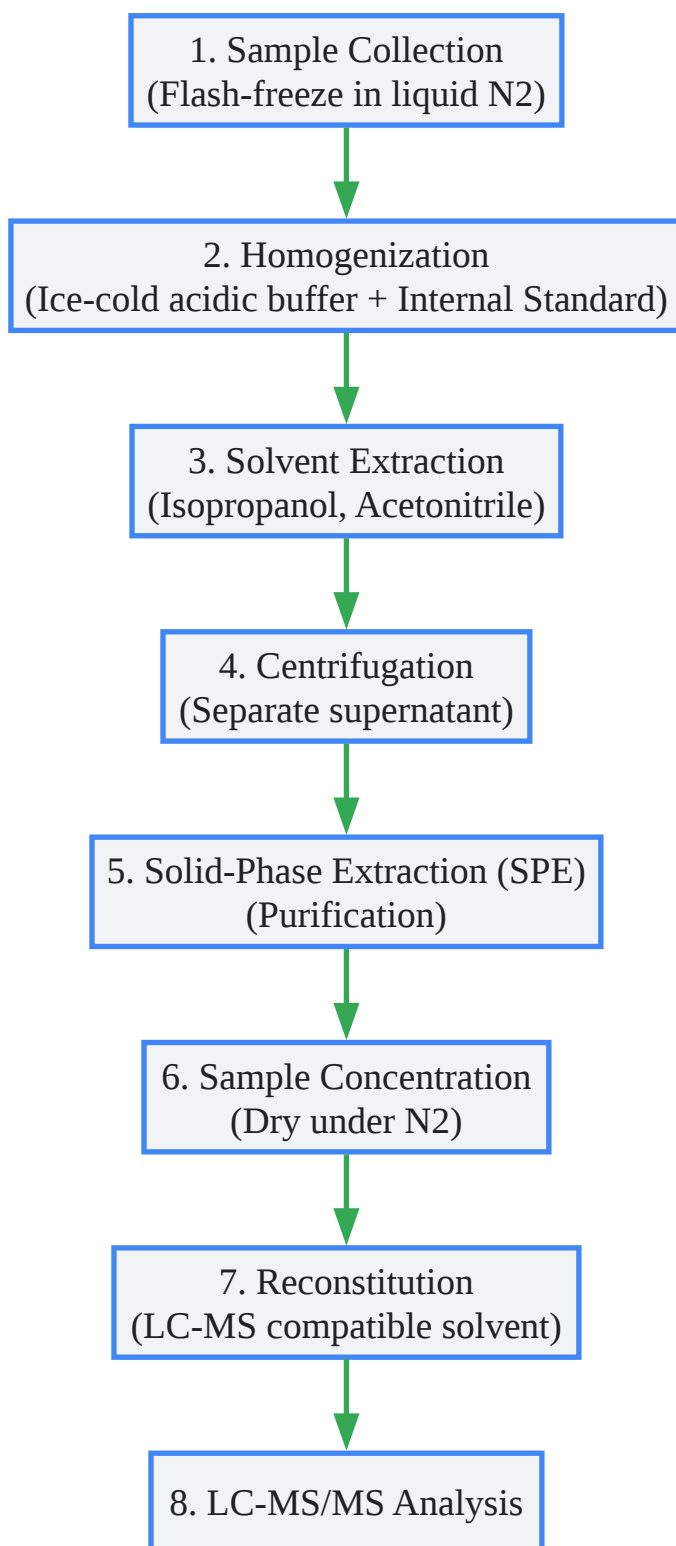 1. Sample Collection
(Flash-freeze in liquid N2)
2. Homogenization
(Ice-cold acidic buffer + Internal Standard)
3. Solvent Extraction
(Isopropanol, Acetonitrile)
4. Centrifugation
(Separate supernatant)
5. Solid-Phase Extraction (SPE)
(Purification)
6. Sample Concentration
(Dry under N2)
7. Reconstitution
(LC-MS compatible solvent)
8. LC-MS/MS Analysis